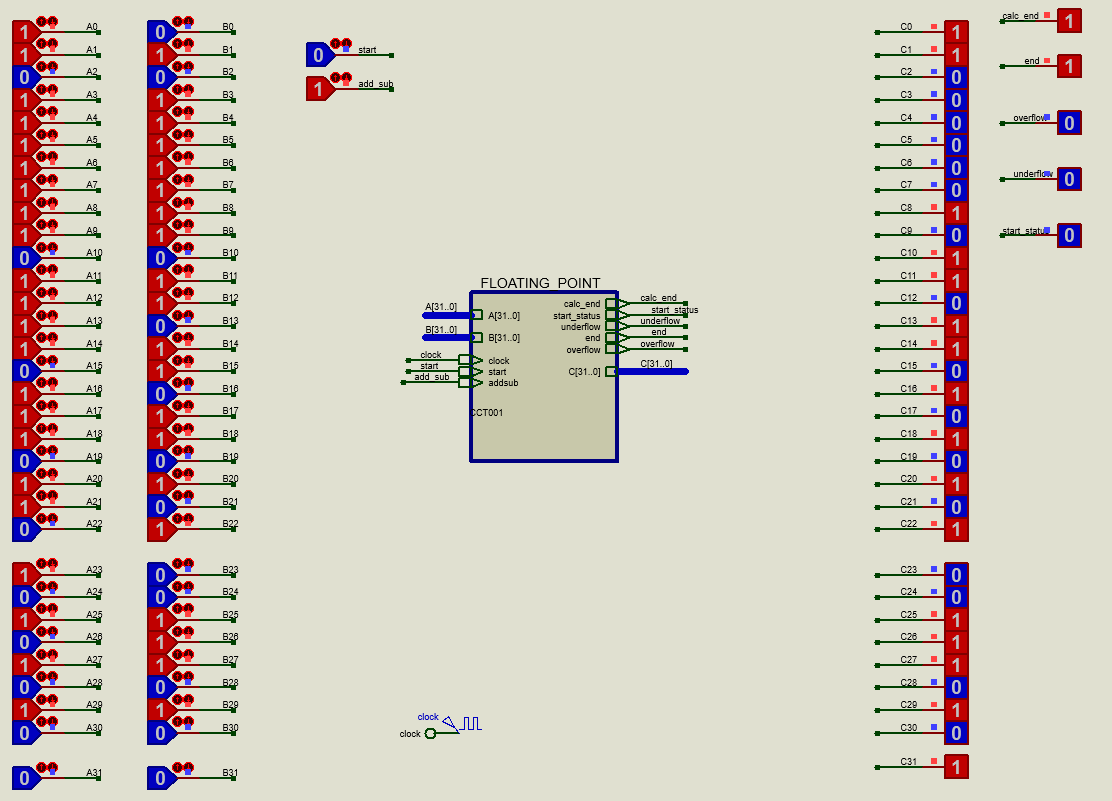 1 A0
1 A1
0 A2
1 A3
1 A4
1 A5
1 A6
1 A7
1 A8
1 A9
0 A10
1 A11
1 A12
1 A13
1 A14
0 A15
1 A16
1 A17
1 A18
0 A19
1 A20
1 A21
0 A22
1 A23
0 A24
1 A25
0 A26
1 A27
0 A28
1 A29
0 A30
0 A31
0 B0
1 B1
0 B2
1 B3
1 B4
1 B5
1 B6
1 B7
1 B8
1 B9
0 B10
1 B11
1 B12
0 B13
1 B14
1 B15
0 B16
1 B17
1 B18
0 B19
1 B20
0 B21
1 B22
0 B23
0 B24
1 B25
1 B26
1 B27
0 B28
1 B29
0 B30
0 B31
0 start
1 add_sub
FLOATING_POINT
A[31..0]
B[31..0]
clock
start
add_sub
A[31..0]
B[31..0]
clock
start
addsub
CCT001
calc_end
start_status
underflow
end
overflow
C[31..0]
calc_end
start_status
underflow
end
overflow
C[31..0]
clock
clock
C0 1
C1 1
C2 0
C3 0
C4 0
C5 0
C6 0
C7 0
C8 1
C9 0
C10 1
C11 1
C12 0
C13 1
C14 1
C15 0
C16 1
C17 0
C18 1
C19 0
C20 1
C21 0
C22 1
C23 0
C24 0
C25 1
C26 1
C27 1
C28 0
C29 1
C30 0
C31 1
calc_end 1
end 1
overflow 0
underflow 0
start_status 0